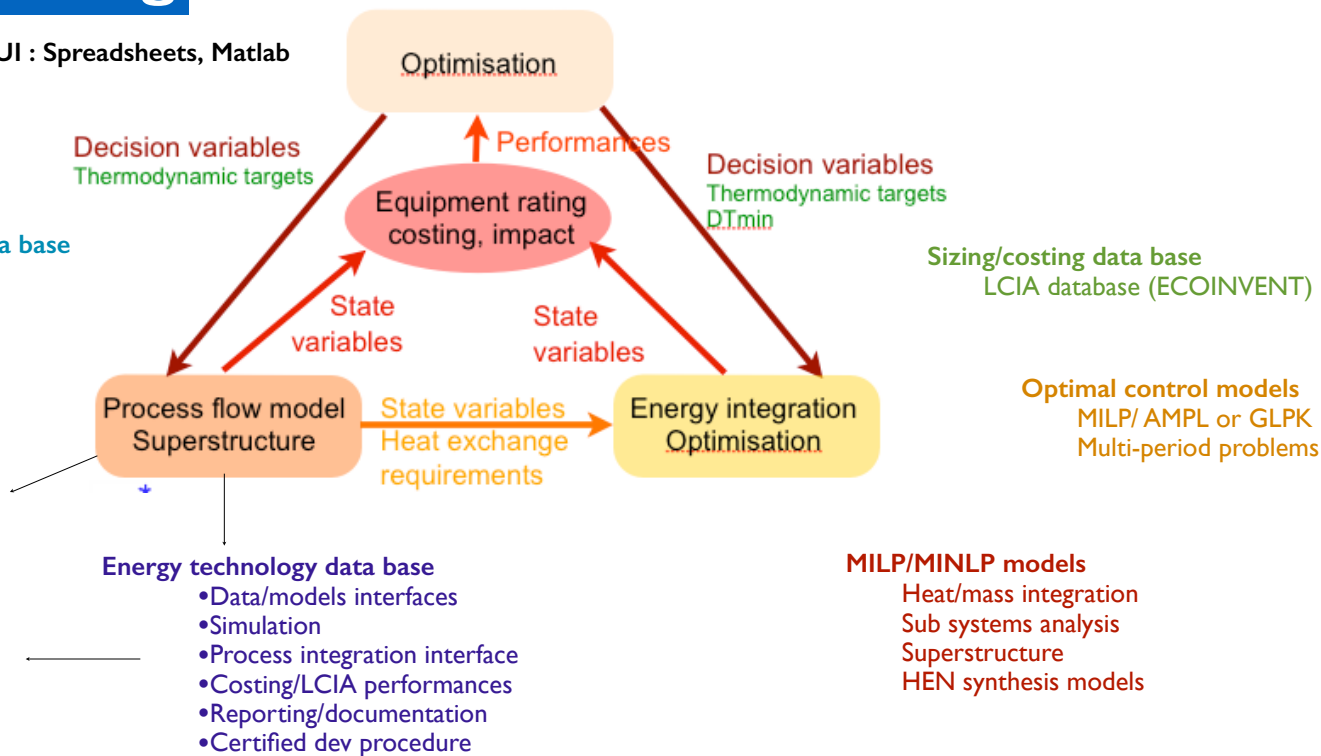 g
UI : Spreadsheets, Matlab
Optimisation
Performances
Decision variables
Thermodynamic targets
Decision variables
Thermodynamic targets
DTmin
Equipment rating
costing, impact
a base
Sizing/costing data base
LCIA database (ECOINVENT)
State
variables
State
variables
Optimal control models
MILP/ AMPL or GLPK
Multi-period problems
Process flow model
Superstructure
State variables
Heat exchange
requirements
Energy integration
Optimisation
Energy technology data base
•Data/models interfaces
•Simulation
•Process integration interface
•Costing/LCIA performances
•Reporting/documentation
•Certified dev procedure
MILP/MINLP models
Heat/mass integration
Sub systems analysis
Superstructure
HEN synthesis models